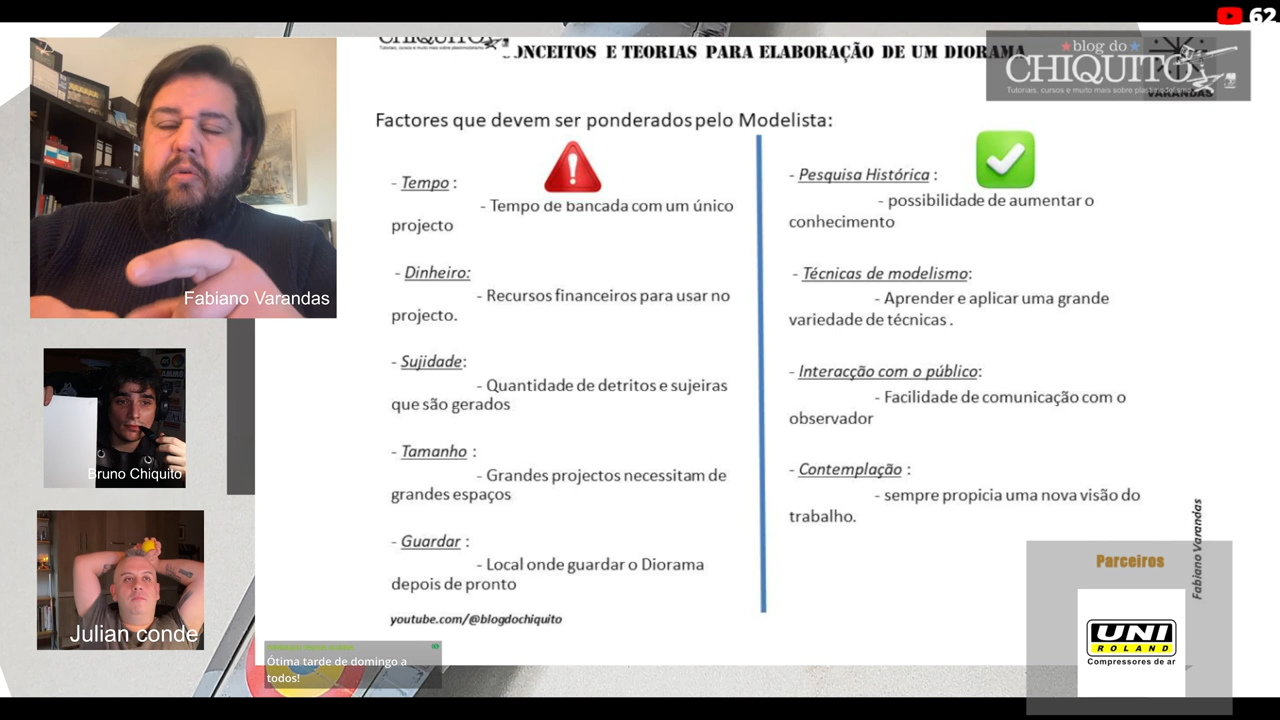 62
CONCEITOS E TEORIAS PARA ELABORAÇÃO DE UM DIORAMA
blog do
CHIQUITO
Tutoriais, cursos e muito mais sobre plastimodelismo
VARANDAS
Factores que devem ser ponderados pelo Modelista:
- Tempo :
- Tempo de bancada com um único
projecto
- Dinheiro:
- Recursos financeiros para usar no
projecto.
- Sujidade:
- Quantidade de detritos e sujeiras
que são gerados
- Tamanho :
- Grandes projectos necessitam de
grandes espaços
- Guardar :
- Local onde guardar o Diorama
depois de pronto
youtube.com/@blogdochiquito
- Pesquisa Histórica :
- possibilidade de aumentar o
conhecimento
- Técnicas de modelismo:
- Aprender e aplicar uma grande
variedade de técnicas .
- Interacção com o público:
- Facilidade de comunicação com o
observador
- Contemplação :
- sempre propicia uma nova visão do
trabalho.
Fabiano Varandas
Fabiano Varandas
Bruno Chiquito
AMMO
Julian conde
Ótima tarde de domingo a
todos!
Parceiros
UNI
ROLAND
Compressores de ar